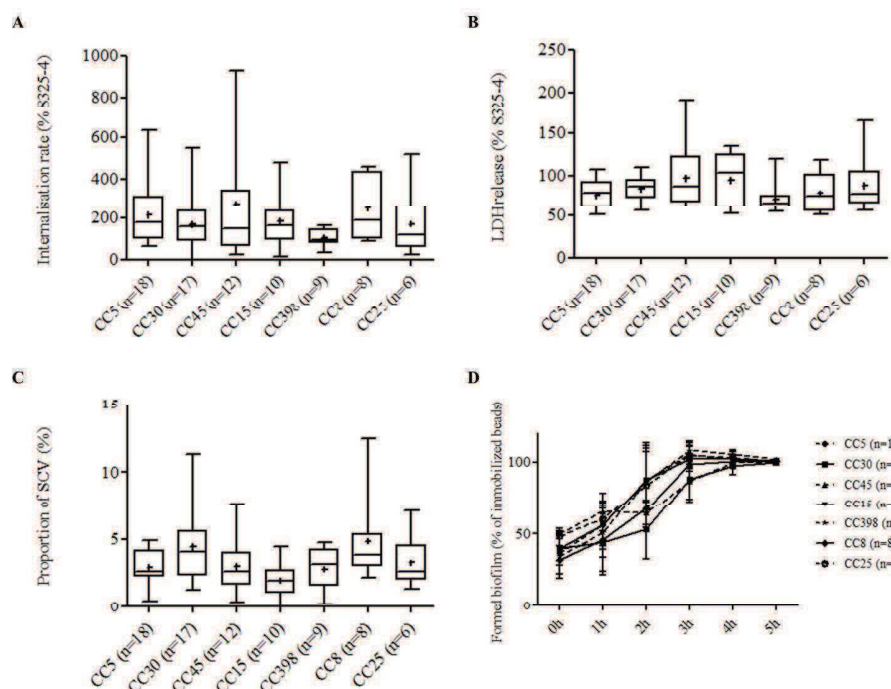 A
Internalisation rate (% 8325-4)
1000
800
600
400
200
0
CC5 (n=18)
CC30 (n=17)
CC45 (n=12)
CC15 (n=10)
CC398 (n=9)
CC8 (n=8)
CC25 (n=6)
B
LDH release (% 8325-4)
250
200
150
100
50
0
CC5 (n=18)
CC30 (n=17)
CC45 (n=12)
CC15 (n=10)
CC398 (n=9)
CC8 (n=8)
CC25 (n=6)
C
Proportion of SCV (%)
15
10
5
0
CC5 (n=18)
CC30 (n=17)
CC45 (n=12)
CC15 (n=10)
CC398 (n=9)
CC8 (n=8)
CC25 (n=6)
D
Formed biofilm (% of immobilized beads)
100
50
0
0h
1h
2h
3h
4h
5h
CC5 (n=1
CC30 (n=
CC45 (n=
CC15 (n=
CC398 (n
CC8 (n=8
CC25 (n=